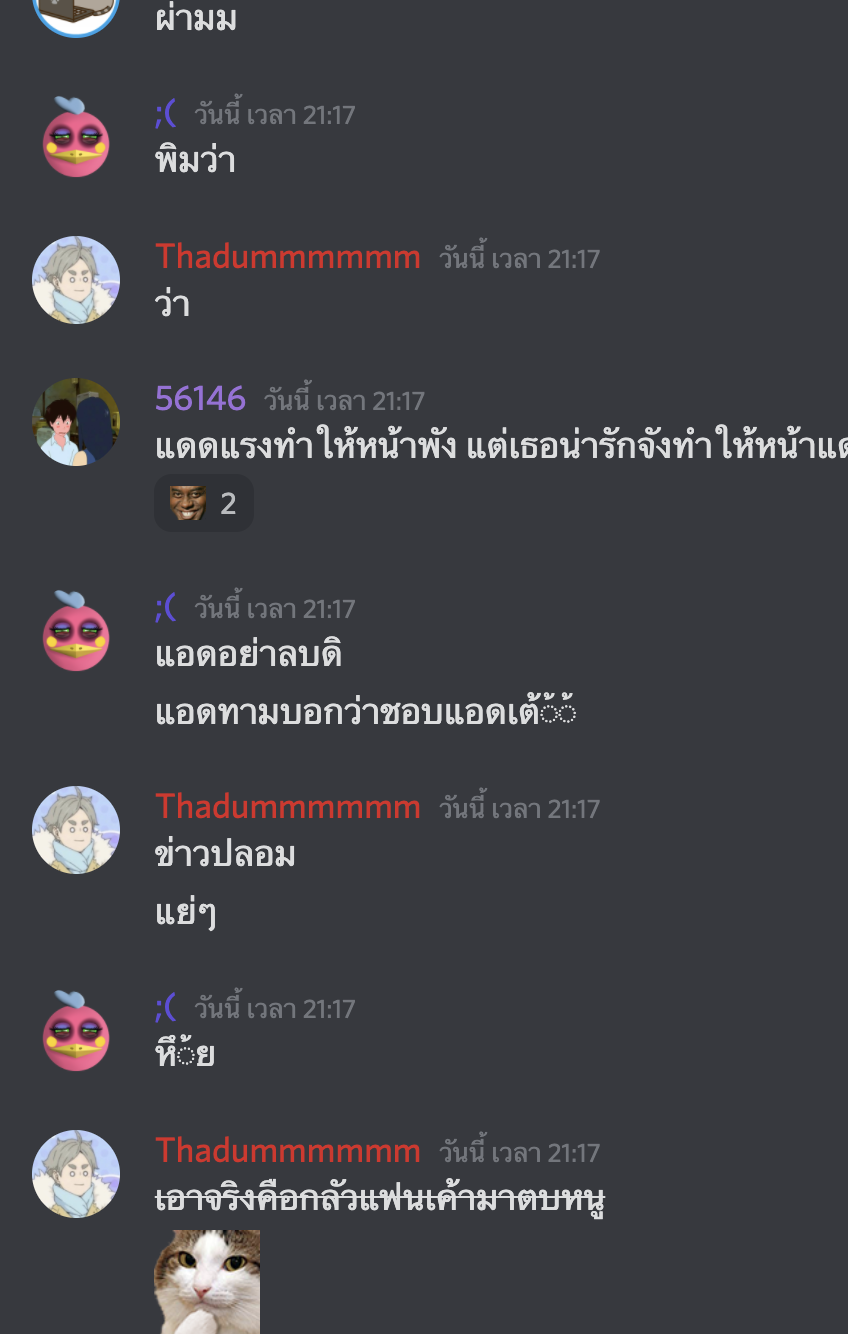 ผ่ามม
;( วันนี้ เวลา 21:17
พิมว่า
Thadummmmmm วันนี้ เวลา 21:17
ว่า
56146 วันนี้ เวลา 21:17
แดดแรงทำให้หน้าพัง แต่เธอน่ารักจังทำให้หน้าแด
2
;( วันนี้ เวลา 21:17
แอดอย่าลบดิ
แอดทามบอกว่าชอบแอดเต้้้
Thadummmmmm วันนี้ เวลา 21:17
ข่าวปลอม
แย่ๆ
;( วันนี้ เวลา 21:17
หึ้ย
Thadummmmmm วันนี้ เวลา 21:17
เอาจริงคือกลัวแฟนเค้ามาตบหนู